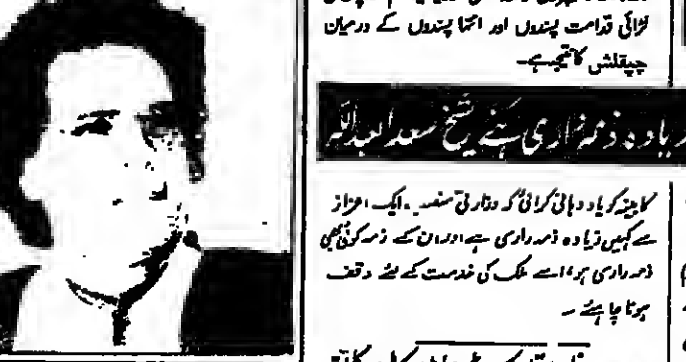 لڑائی قدامت پسندوں اور انتہا پسندوں کے درمیان
چپقلش کا نتیجہ ہے۔
زیادہ ذمہ داری ہے شیخ سعد العبداللہ
کابینہ کو یاد دہانی کرائی کہ وزارتی منصب، ایک اعزاز
سے کہیں زیادہ ذمہ داری ہے اور ان کے ذمہ کوئی بھی
ذمہ داری ہو، اسے ملک کی خدمت کے لئے وقف
ہونا چاہئے ۔